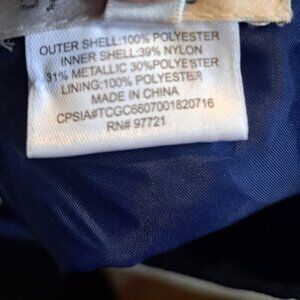 OUTER SHELL:100% POLYESTER
INNER SHELL:39% NYLON
31% METALLIC 30%POLYESTER
LINING:100% POLYESTER
MADE IN CHINA
CPSIA#TCGC6607001820716
RN# 97721